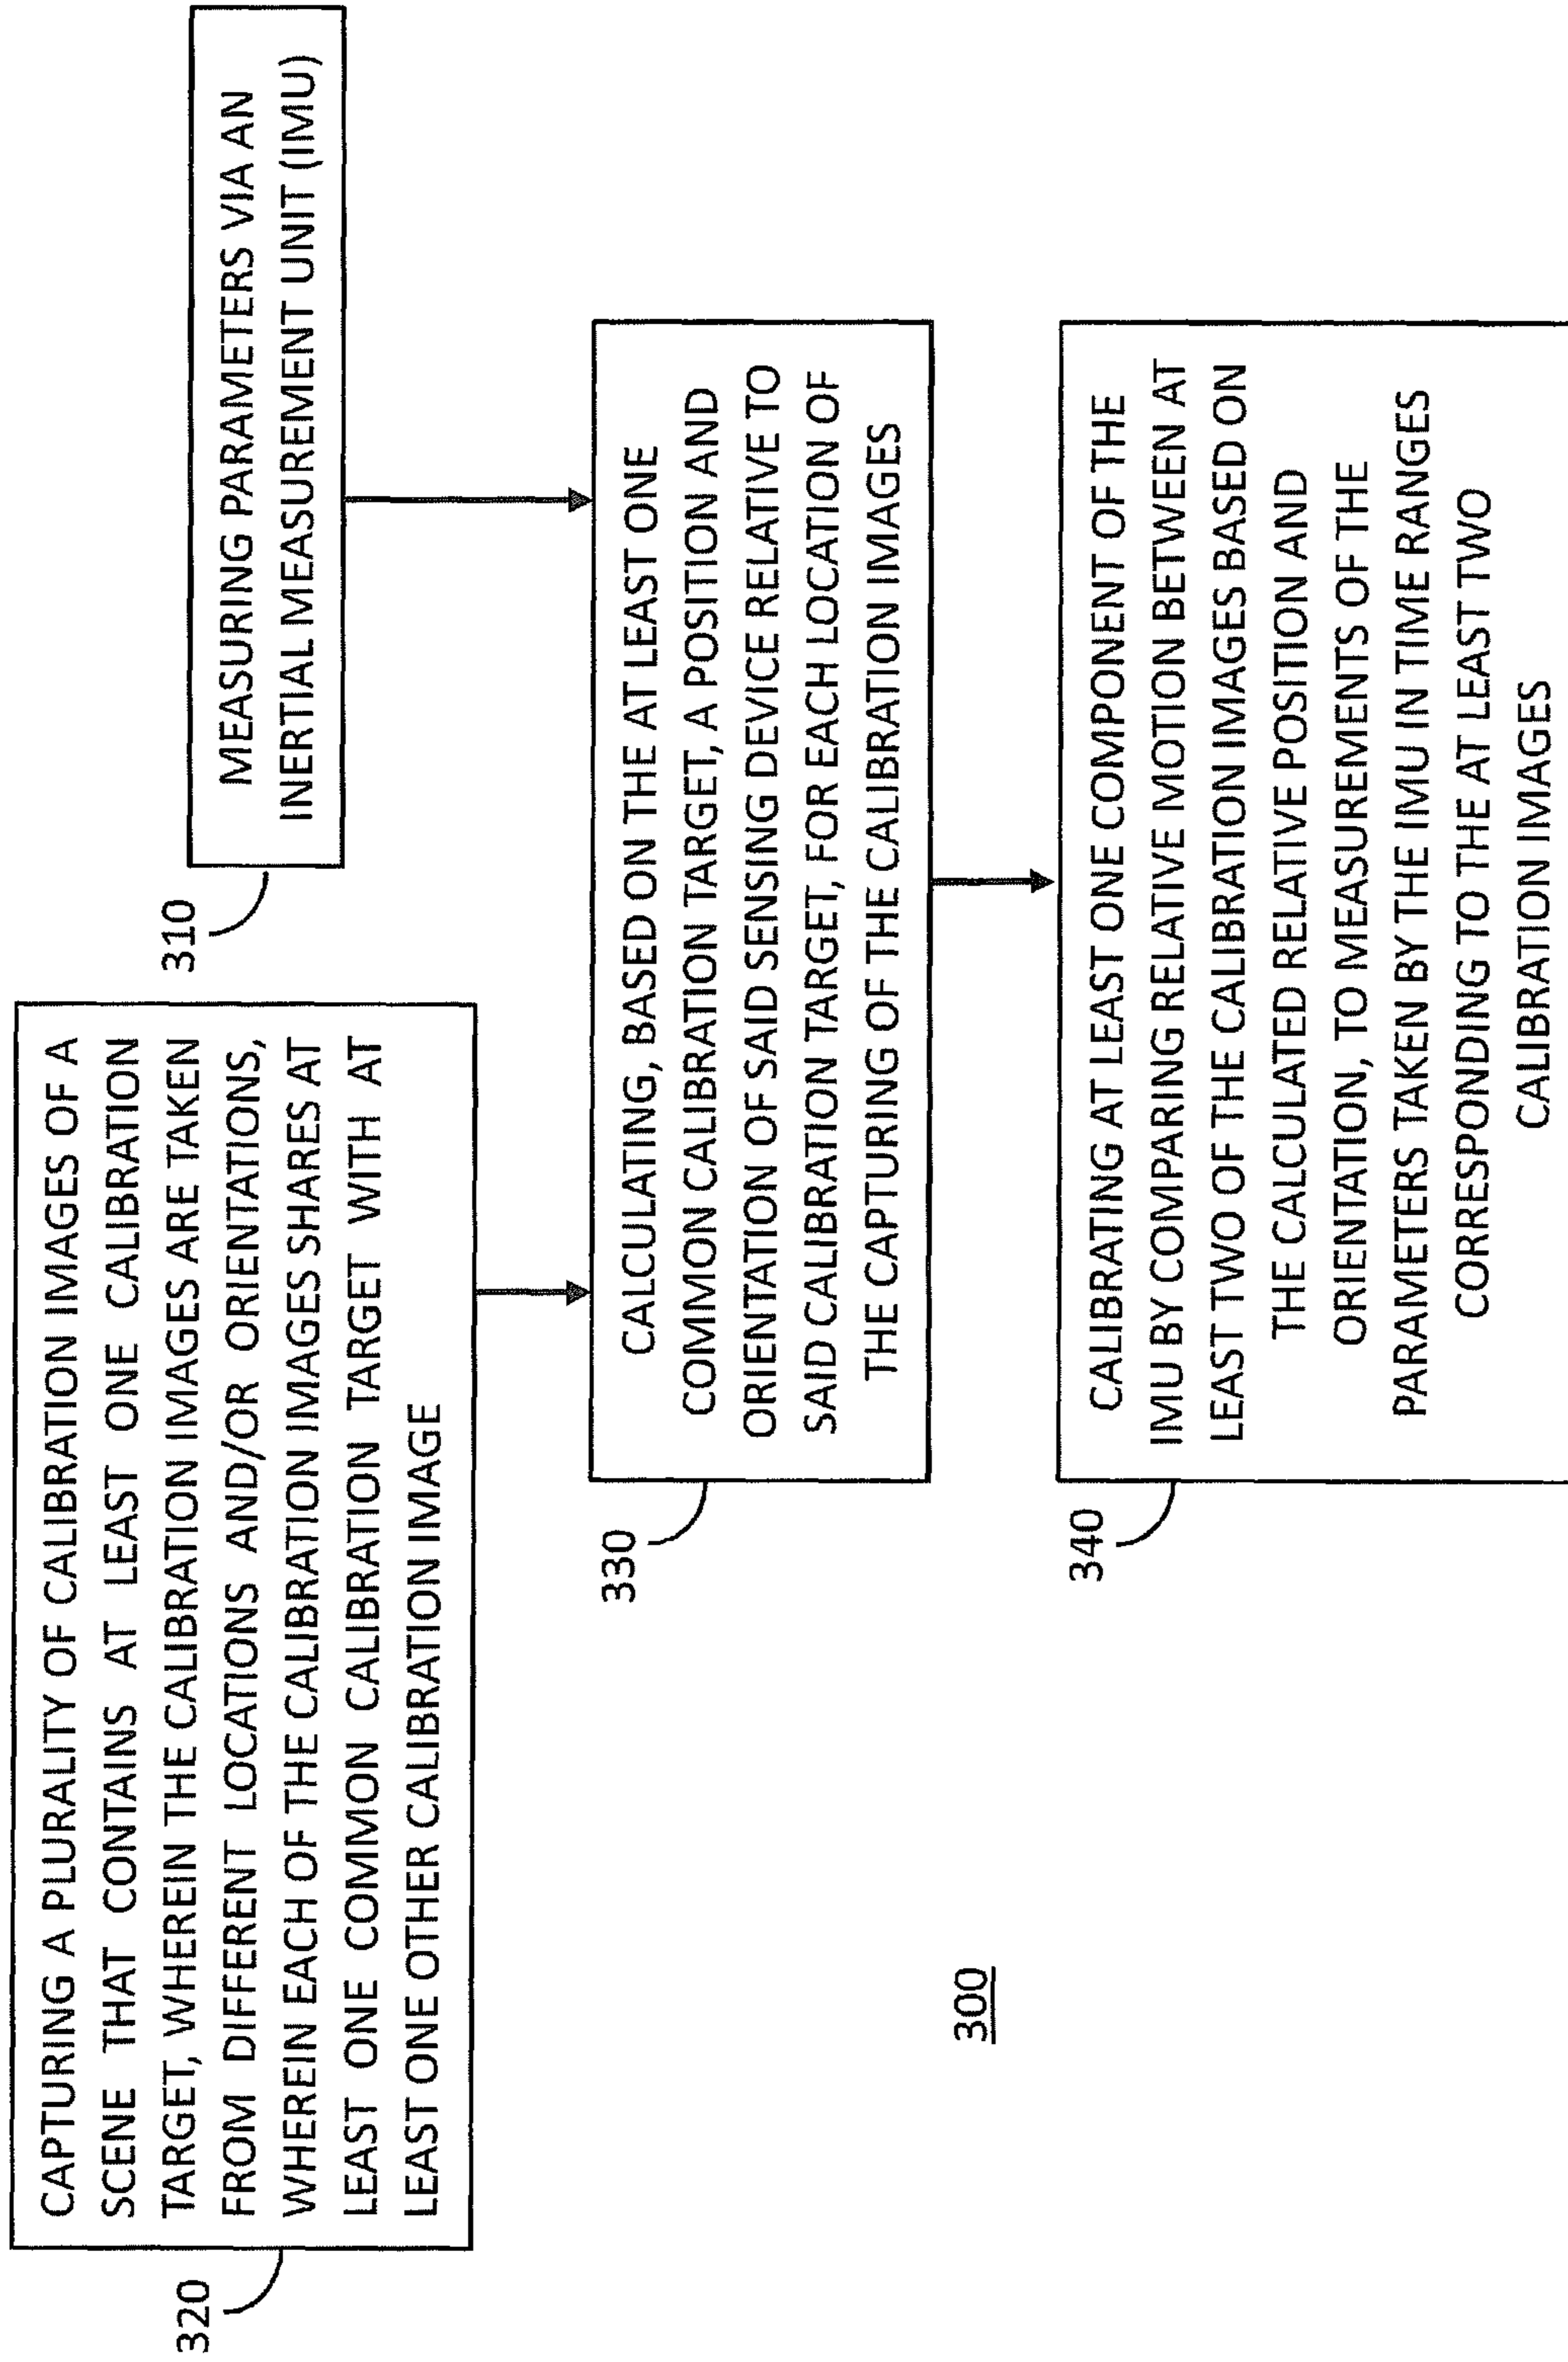 320
CAPTURING A PLURALITY OF CALIBRATION IMAGES OF A
SCENE THAT CONTAINS AT LEAST ONE CALIBRATION
TARGET, WHEREIN THE CALIBRATION IMAGES ARE TAKEN
FROM DIFFERENT LOCATIONS AND/OR ORIENTATIONS,
WHEREIN EACH OF THE CALIBRATION IMAGES SHARES AT
LEAST ONE COMMON CALIBRATION TARGET WITH AT
LEAST ONE OTHER CALIBRATION IMAGE
310
MEASURING PARAMETERS VIA AN
INERTIAL MEASUREMENT UNIT (IMU)
330
CALCULATING, BASED ON THE AT LEAST ONE
COMMON CALIBRATION TARGET, A POSITION AND
ORIENTATION OF SAID SENSING DEVICE RELATIVE TO
SAID CALIBRATION TARGET, FOR EACH LOCATION OF
THE CAPTURING OF THE CALIBRATION IMAGES
340
CALIBRATING AT LEAST ONE COMPONENT OF THE
IMU BY COMPARING RELATIVE MOTION BETWEEN AT
LEAST TWO OF THE CALIBRATION IMAGES BASED ON
THE CALCULATED RELATIVE POSITION AND
ORIENTATION, TO MEASUREMENTS OF THE
PARAMETERS TAKEN BY THE IMU IN TIME RANGES
CORRESPONDING TO THE AT LEAST TWO
CALIBRATION IMAGES
300